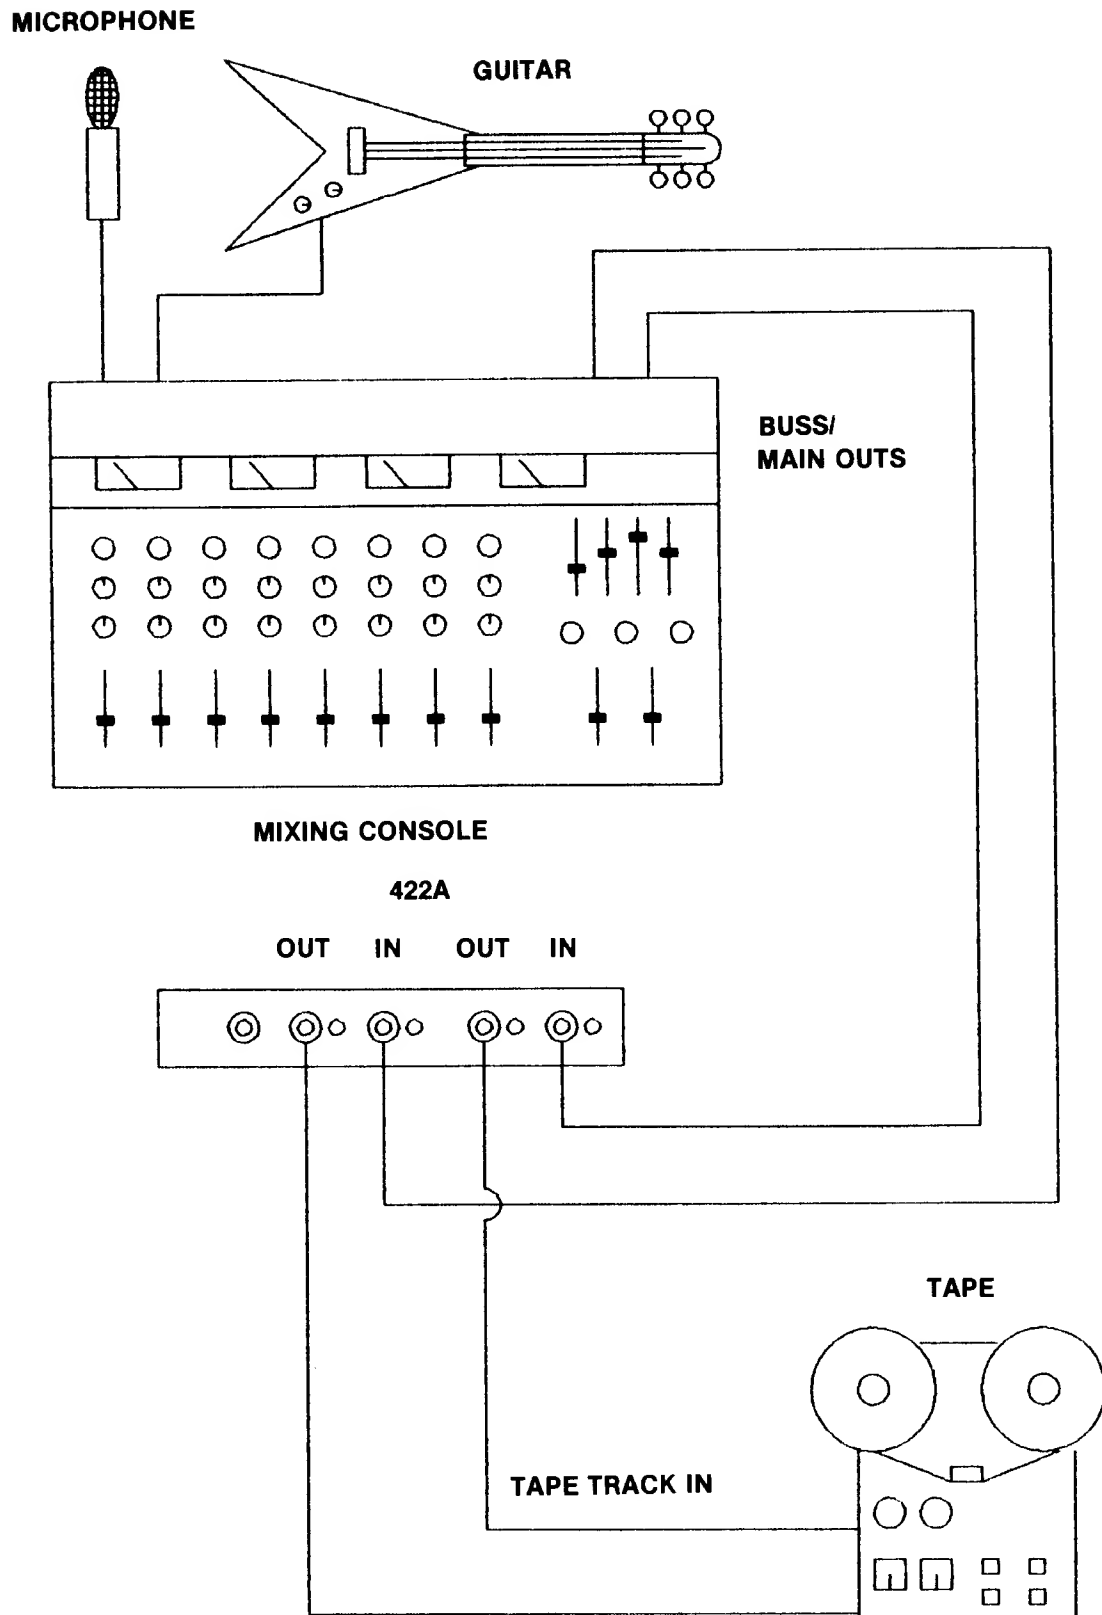 MICROPHONE
GUITAR
BUSS/
MAIN OUTS
MIXING CONSOLE
422A
OUT IN OUT IN
TAPE
TAPE TRACK IN